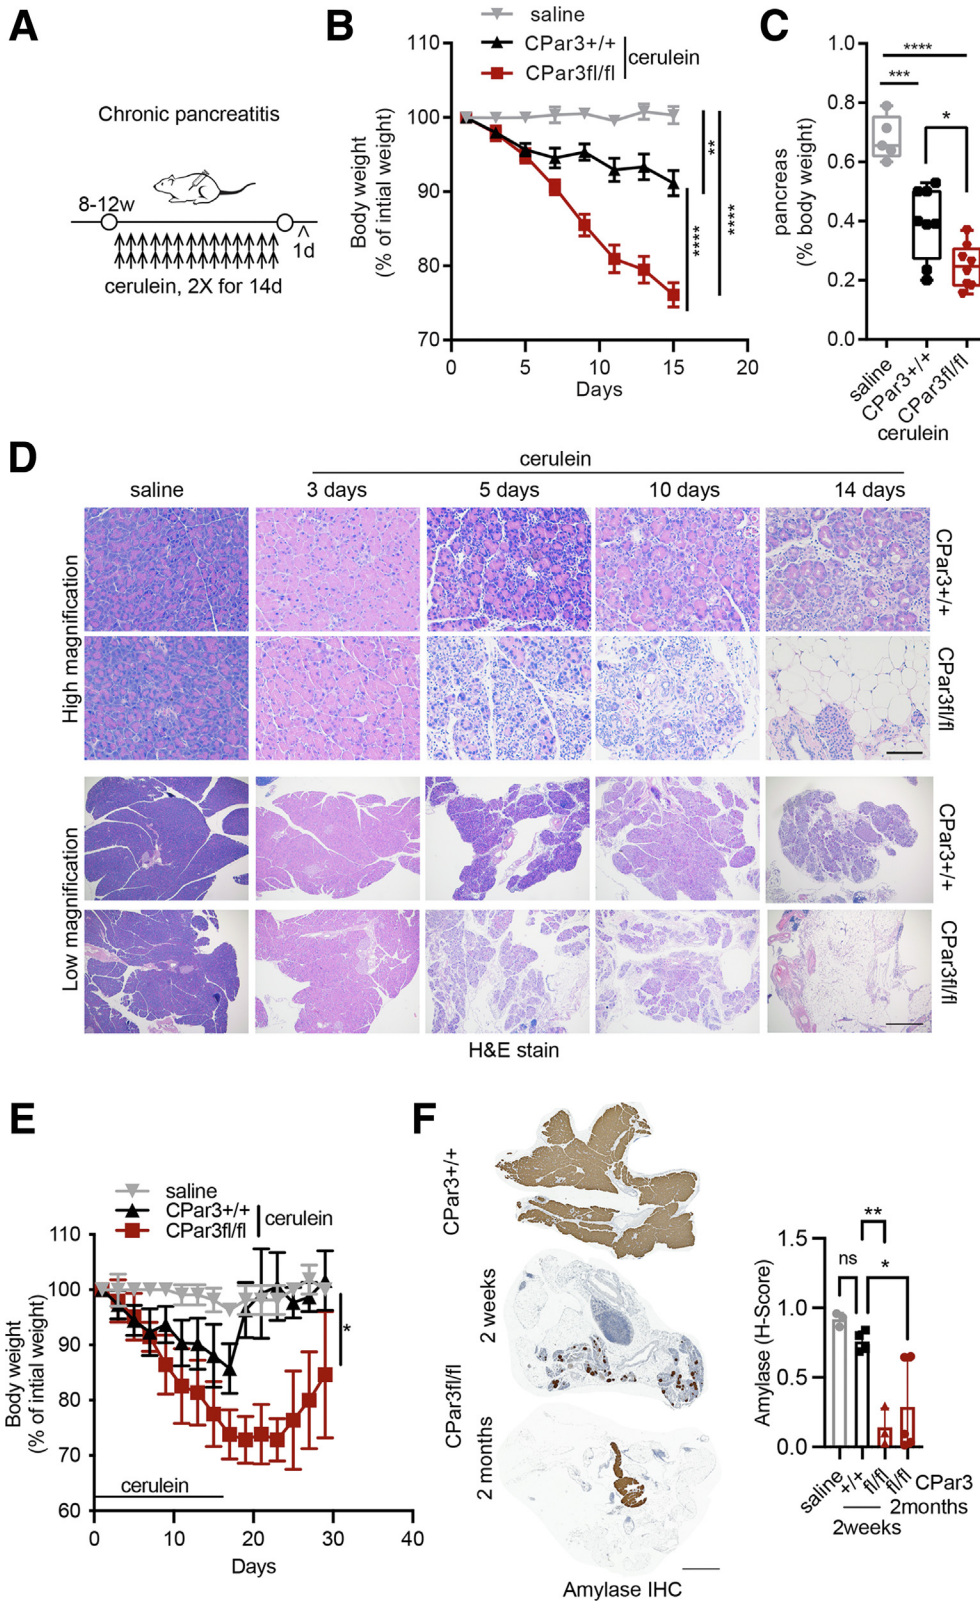 A
Chronic pancreatitis
8-12w
1d
cerulein, 2X for 14d
B
saline
CPar3+/+
CPar3fl/fl
cerulein
110
100
90
80
70
Body weight
(% of intial weight)
0
5
10
15
20
Days
**
****
****
C
****
***
*
1.0
0.8
0.6
0.4
0.2
0.0
pancreas
(% body weight)
saline
CPar3+/+
CPar3fl/fl
cerulein
D
cerulein
saline
3 days
5 days
10 days
14 days
High magnification
CPar3+/+
CPar3fl/fl
Low magnification
CPar3+/+
CPar3fl/fl
H&E stain
E
saline
CPar3+/+
CPar3fl/fl
cerulein
110
100
90
80
70
60
Body weight
(% of intial weight)
*
cerulein
0
10
20
30
40
Days
F
CPar3+/+
2 weeks
CPar3fl/fl
2 months
Amylase IHC
**
ns
*
1.5
1.0
0.5
0.0
Amylase (H-Score)
saline
+/+
fl/fl
fl/fl
CPar3
2months
2weeks